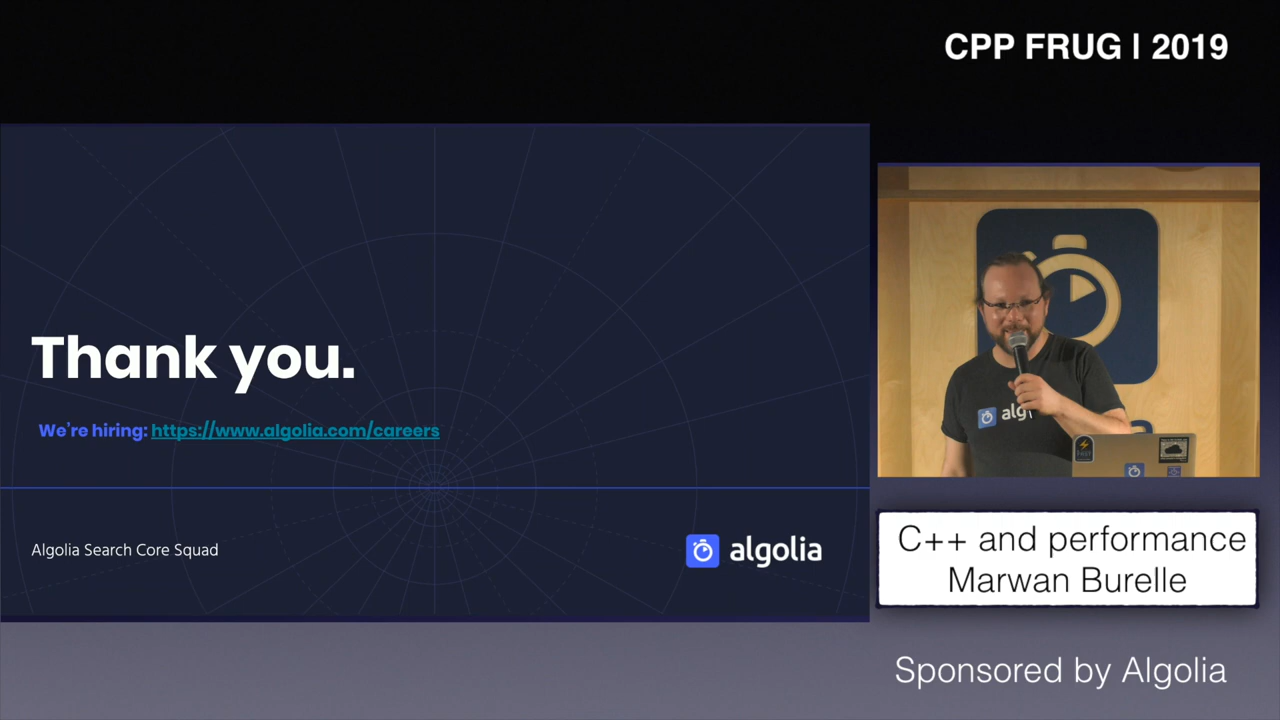 CPP FRUG | 2019
Thank you.
We're hiring: https://www.algolia.com/careers
Algolia Search Core Squad
algolia
C++ and performance
Marwan Burelle
Sponsored by Algolia